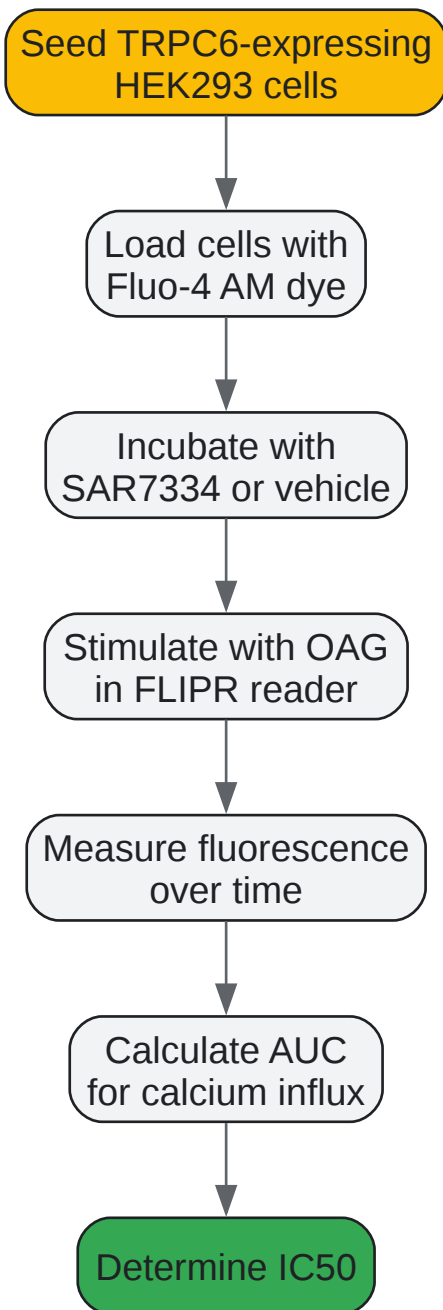 Seed TRPC6-expressing
HEK293 cells
Load cells with
Fluo-4 AM dye
Incubate with
SAR7334 or vehicle
Stimulate with OAG
in FLIPR reader
Measure fluorescence
over time
Calculate AUC
for calcium influx
Determine IC50